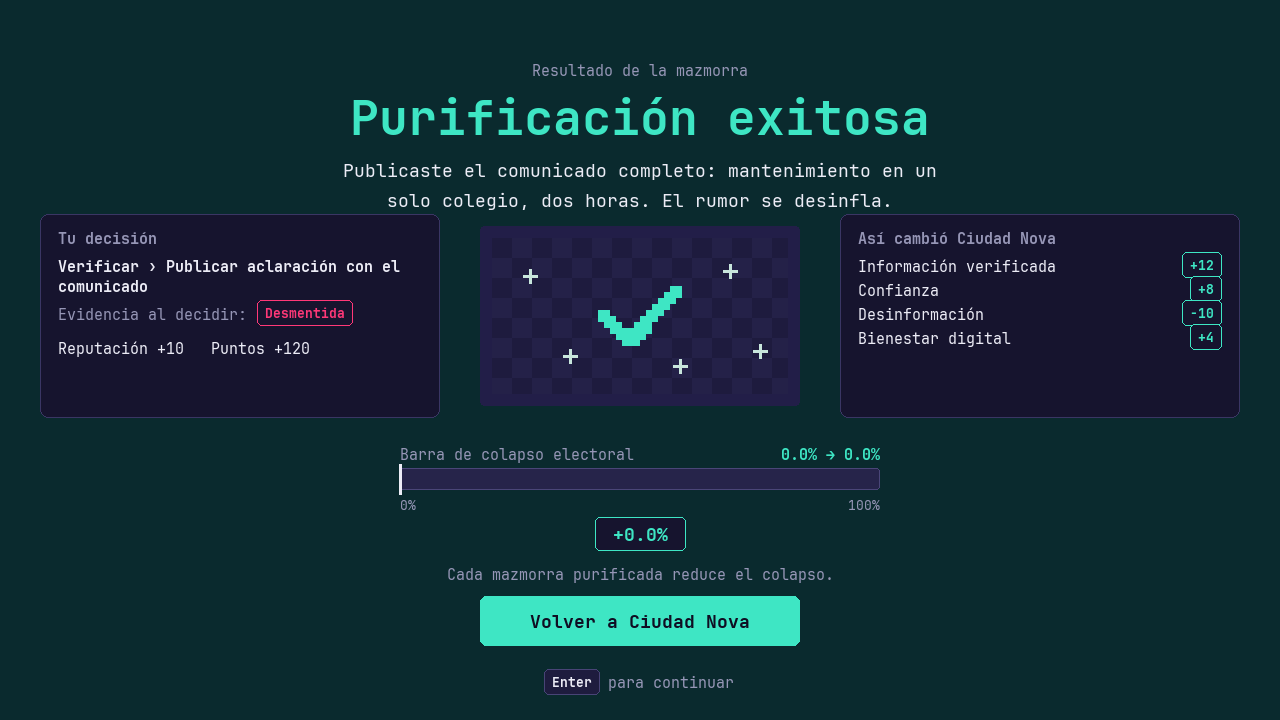 Resultado de la mazmorra
Purificación exitosa
Publicaste el comunicado completo: mantenimiento en un
solo colegio, dos horas. El rumor se desinfla.
Tu decisión
Verificar › Publicar aclaración con el
comunicado
Evidencia al decidir: Desmentida
Reputación +10 Puntos +120
Así cambió Ciudad Nova
Información verificada +12
Confianza +8
Desinformación -10
Bienestar digital +4
Barra de colapso electoral 0.0% → 0.0%
0% 100%
+0.0%
Cada mazmorra purificada reduce el colapso.
Volver a Ciudad Nova
Enter para continuar